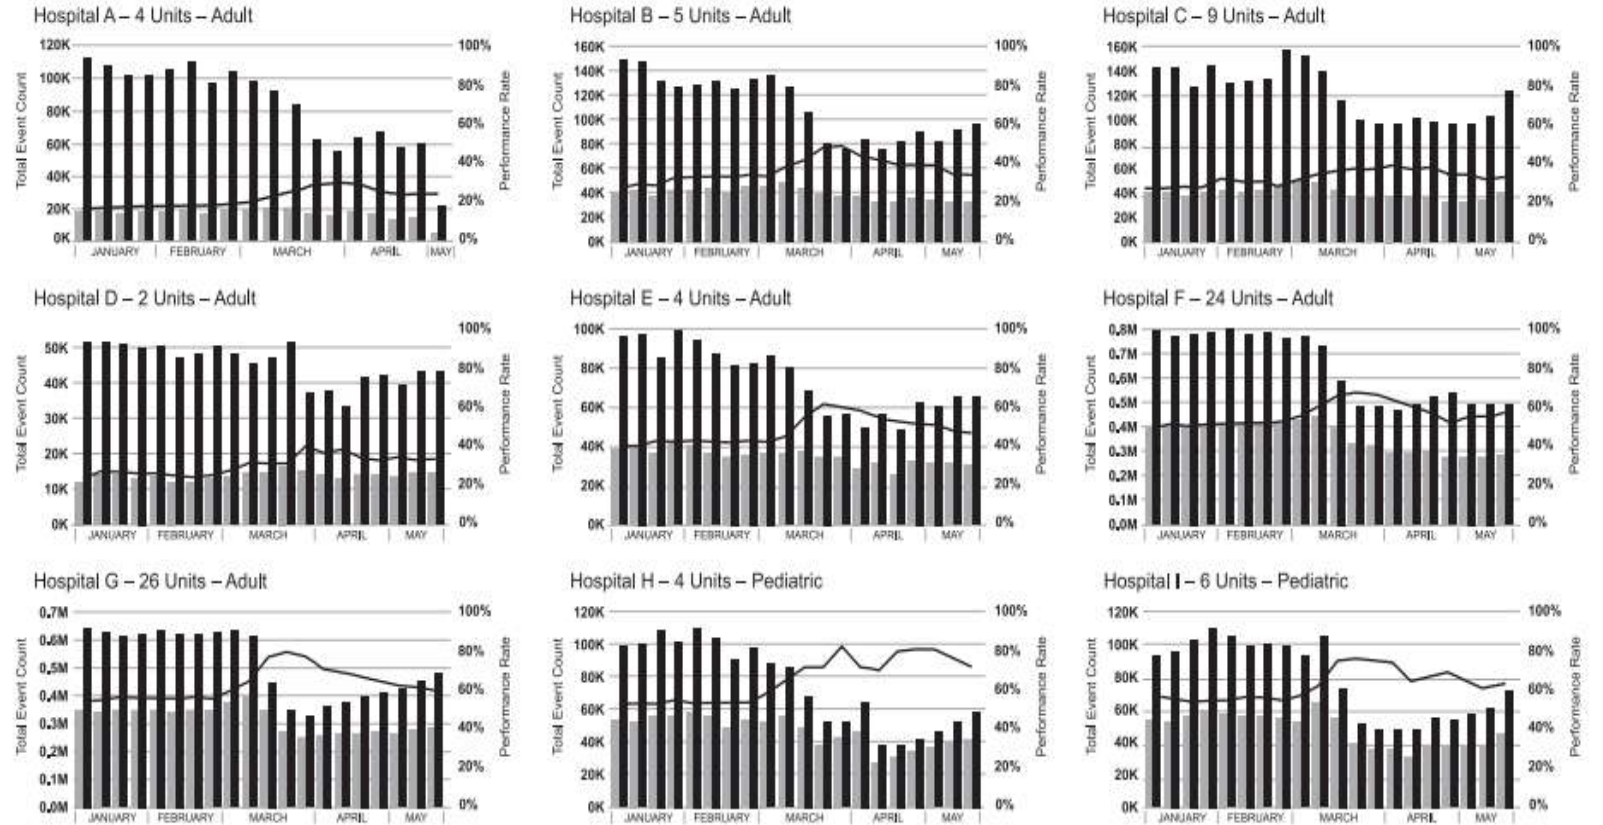 Hospital A – 4 Units – Adult
120K
100K
80K
60K
40K
20K
0K
Total Event Count
100%
80%
60%
40%
20%
0%
Performance Rate
JANUARY FEBRUARY MARCH APRIL MAY
Hospital B – 5 Units – Adult
160K
140K
120K
100K
80K
60K
40K
20K
0K
Total Event Count
100%
80%
60%
40%
20%
0%
Performance Rate
JANUARY FEBRUARY MARCH APRIL MAY
Hospital C – 9 Units – Adult
160K
140K
120K
100K
80K
60K
40K
20K
0K
Total Event Count
100%
80%
60%
40%
20%
0%
Performance Rate
JANUARY FEBRUARY MARCH APRIL MAY
Hospital D – 2 Units – Adult
50K
40K
30K
20K
10K
0K
Total Event Count
100%
80%
60%
40%
20%
0%
Performance Rate
JANUARY FEBRUARY MARCH APRIL MAY
Hospital E – 4 Units – Adult
100K
80K
60K
40K
20K
0K
Total Event Count
100%
80%
60%
40%
20%
0%
Performance Rate
JANUARY FEBRUARY MARCH APRIL MAY
Hospital F – 24 Units – Adult
0.8M
0.7M
0.6M
0.5M
0.4M
0.3M
0.2M
0.1M
0.0M
Total Event Count
100%
80%
60%
40%
20%
0%
Performance Rate
JANUARY FEBRUARY MARCH APRIL MAY
Hospital G – 26 Units – Adult
0.7M
0.6M
0.5M
0.4M
0.3M
0.2M
0.1M
0.0M
Total Event Count
100%
80%
60%
40%
20%
0%
Performance Rate
JANUARY FEBRUARY MARCH APRIL MAY
Hospital H – 4 Units – Pediatric
120K
100K
80K
60K
40K
20K
0K
Total Event Count
100%
80%
60%
40%
20%
0%
Performance Rate
JANUARY FEBRUARY MARCH APRIL MAY
Hospital I – 6 Units – Pediatric
120K
100K
80K
60K
40K
20K
0K
Total Event Count
100%
80%
60%
40%
20%
0%
Performance Rate
JANUARY FEBRUARY MARCH APRIL MAY